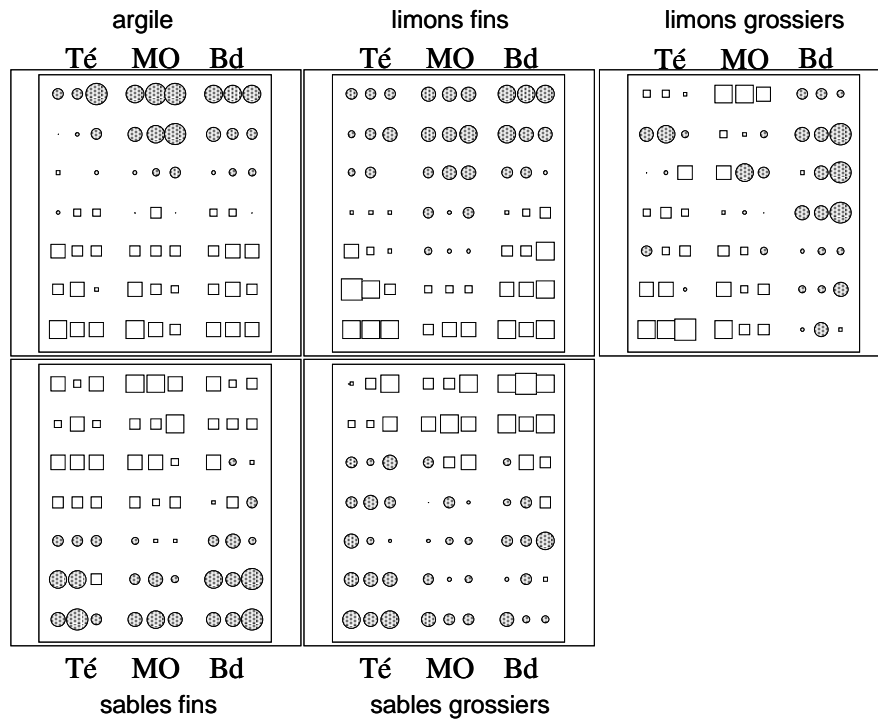 argile limons fins limons grossiers
Té MO Bd Té MO Bd Té MO Bd
Té MO Bd Té MO Bd
sables fins sables grossiers